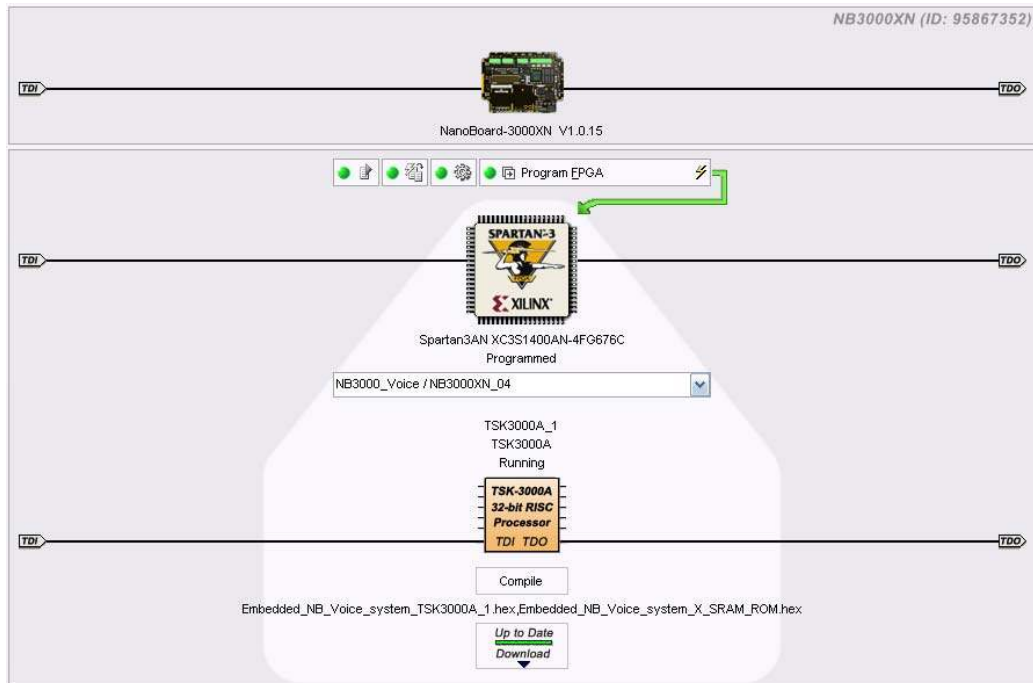 NB3000XN (ID: 95867352)
TDI
TDO
NanoBoard-3000XN V1.0.15
Program FPGA
SPARTAN-3
XILINX®
TDI
TDO
Spartan3AN XC3S1400AN-4FG676C
Programmed
NB3000_Voice / NB3000XN_04
TSK3000A_1
TSK3000A
Running
TSK-3000A
32-bit RISC
Processor
TDI TDO
TDI
TDO
Compile
Embedded_NB_Voice_system_TSK3000A_1.hex,Embedded_NB_Voice_system_X_SRAM_ROM.hex
Up to Date
Download